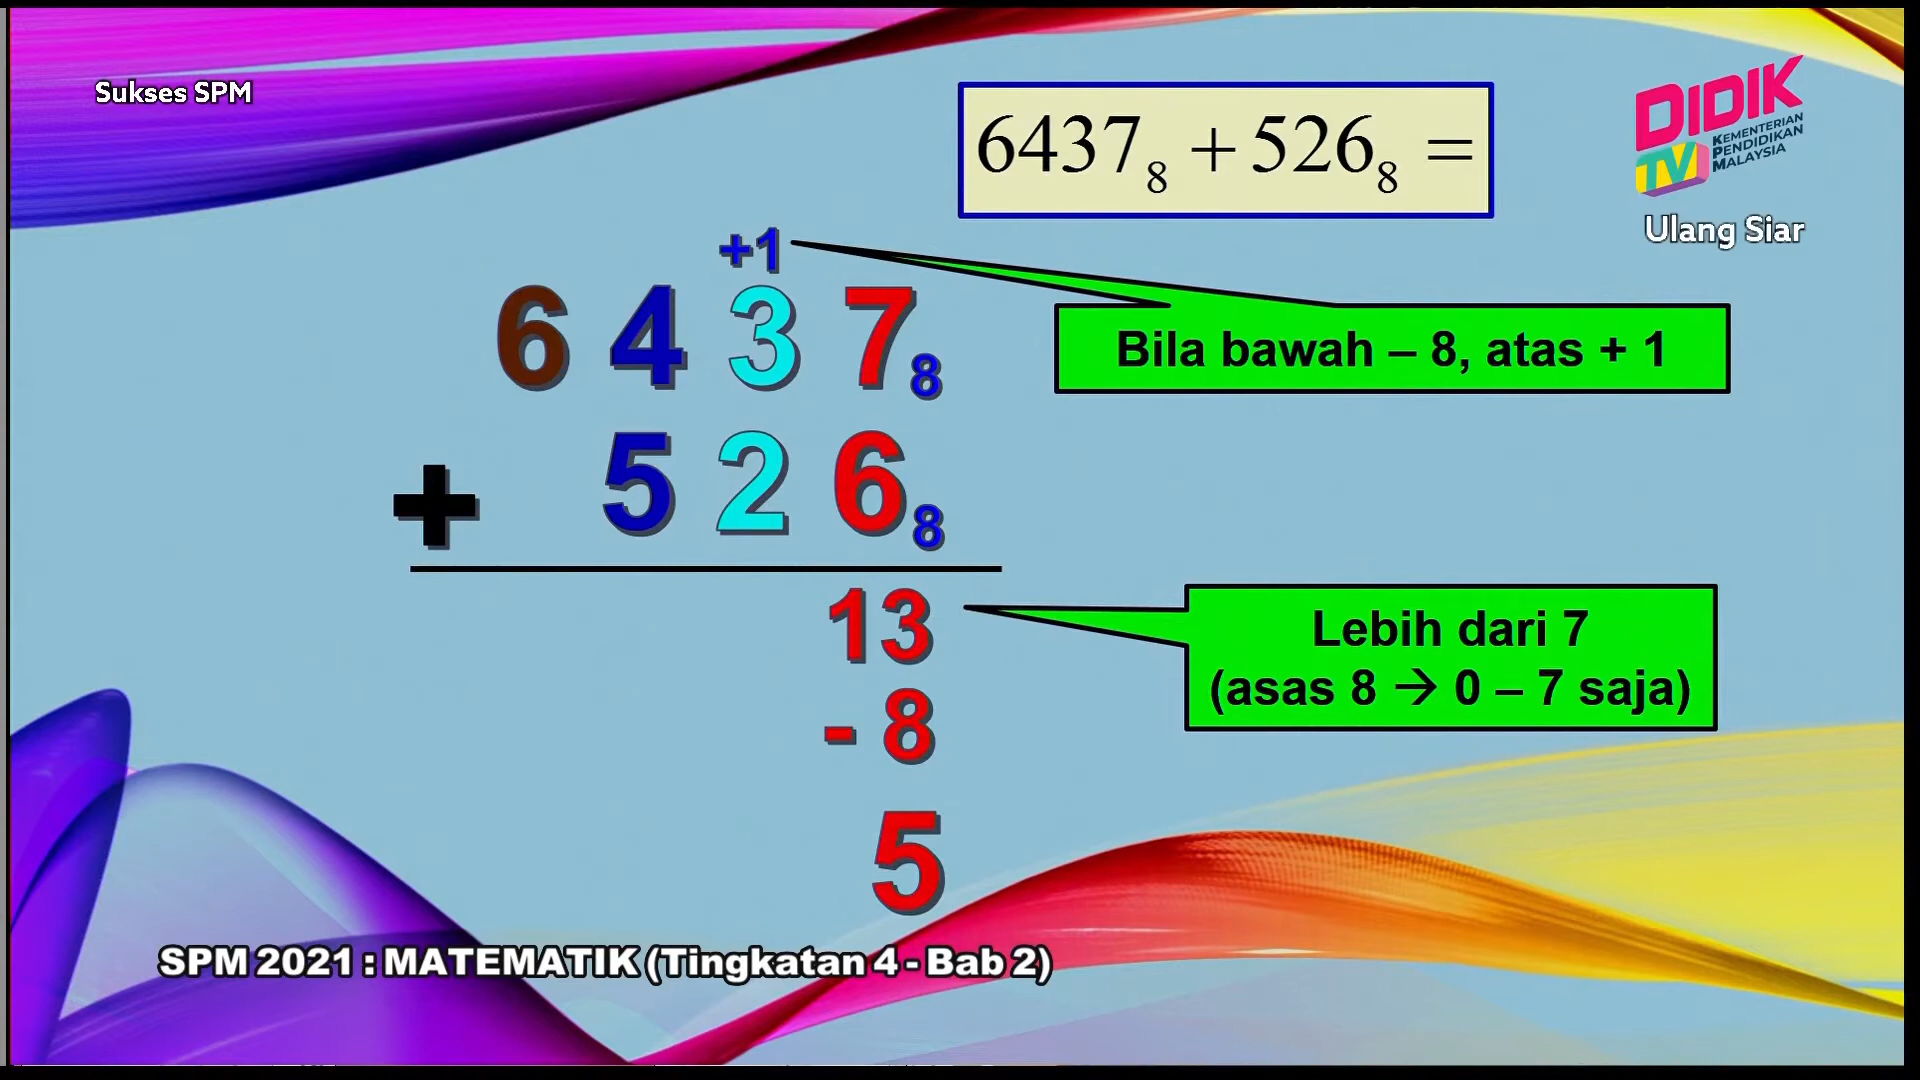 Sukses SPM
6437₈ + 526₈ =
DIDIK
TV
KEMENTERIAN
PENDIDIKAN
MALAYSIA
Ulang Siar
+1
6 4 3 7₈
Bila bawah – 8, atas + 1
+ 5 2 6₈
13
Lebih dari 7
(asas 8 → 0 – 7 saja)
- 8
5
SPM 2021 : MATEMATIK (Tingkatan 4 - Bab 2)